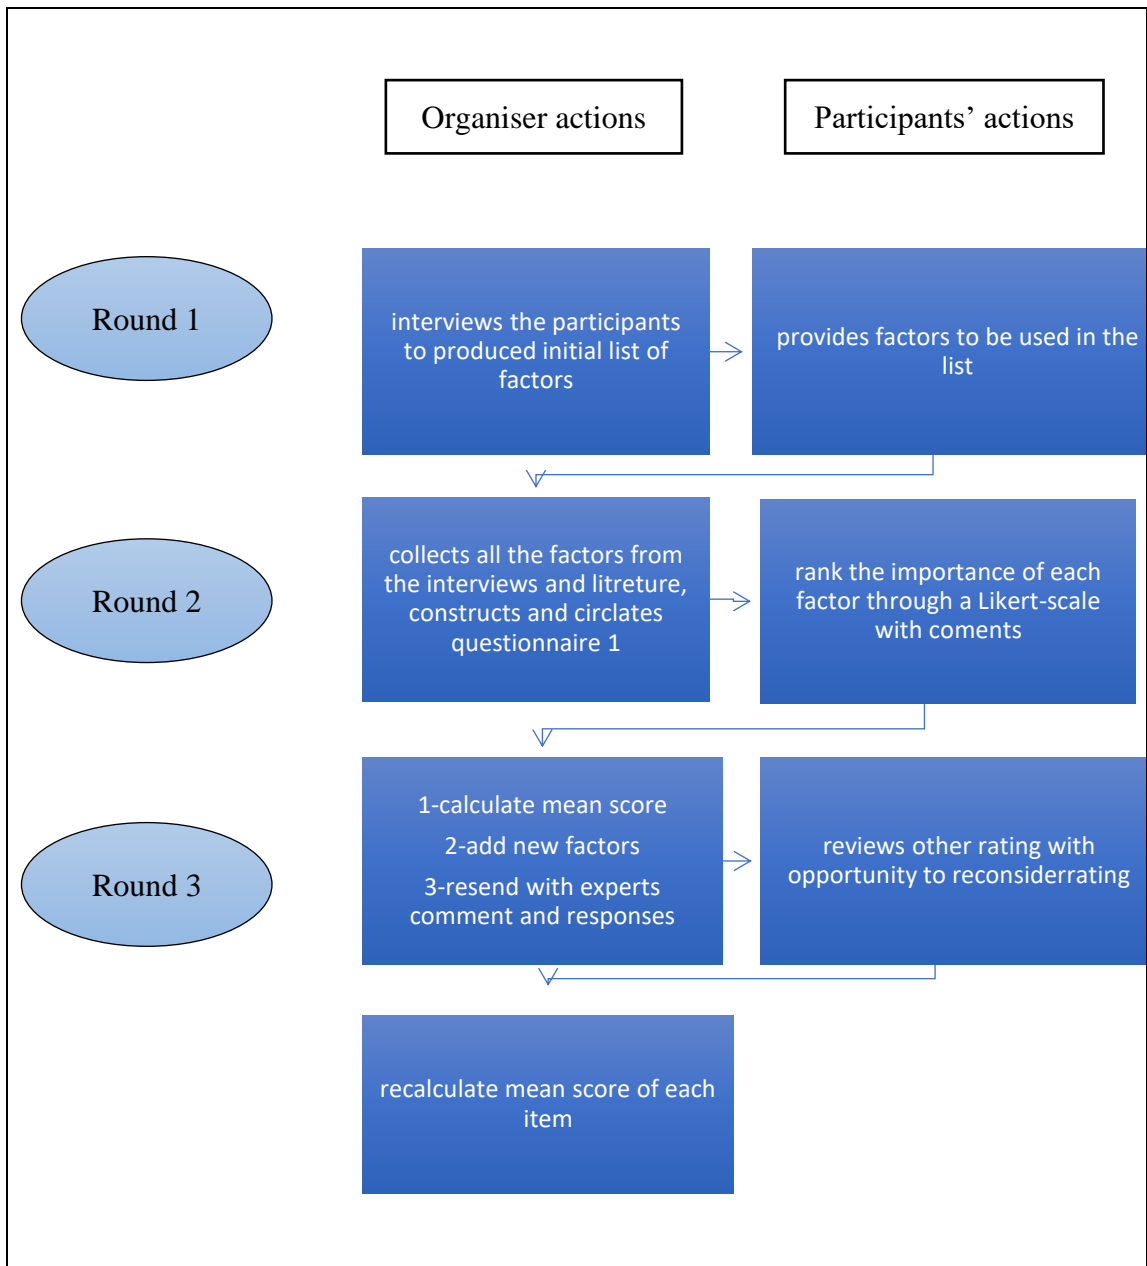 Organiser actions
Participants’ actions
Round 1
interviews the participants
to produced initial list of
factors
provides factors to be used in the
list
Round 2
collects all the factors from
the interviews and litreture,
constructs and circlates
questionnaire 1
rank the importance of each
factor through a Likert-scale
with coments
Round 3
1-calculate mean score
2-add new factors
3-resend with experts
comment and responses
reviews other rating with
opportunity to reconsiderrating
recalculate mean score of each
item